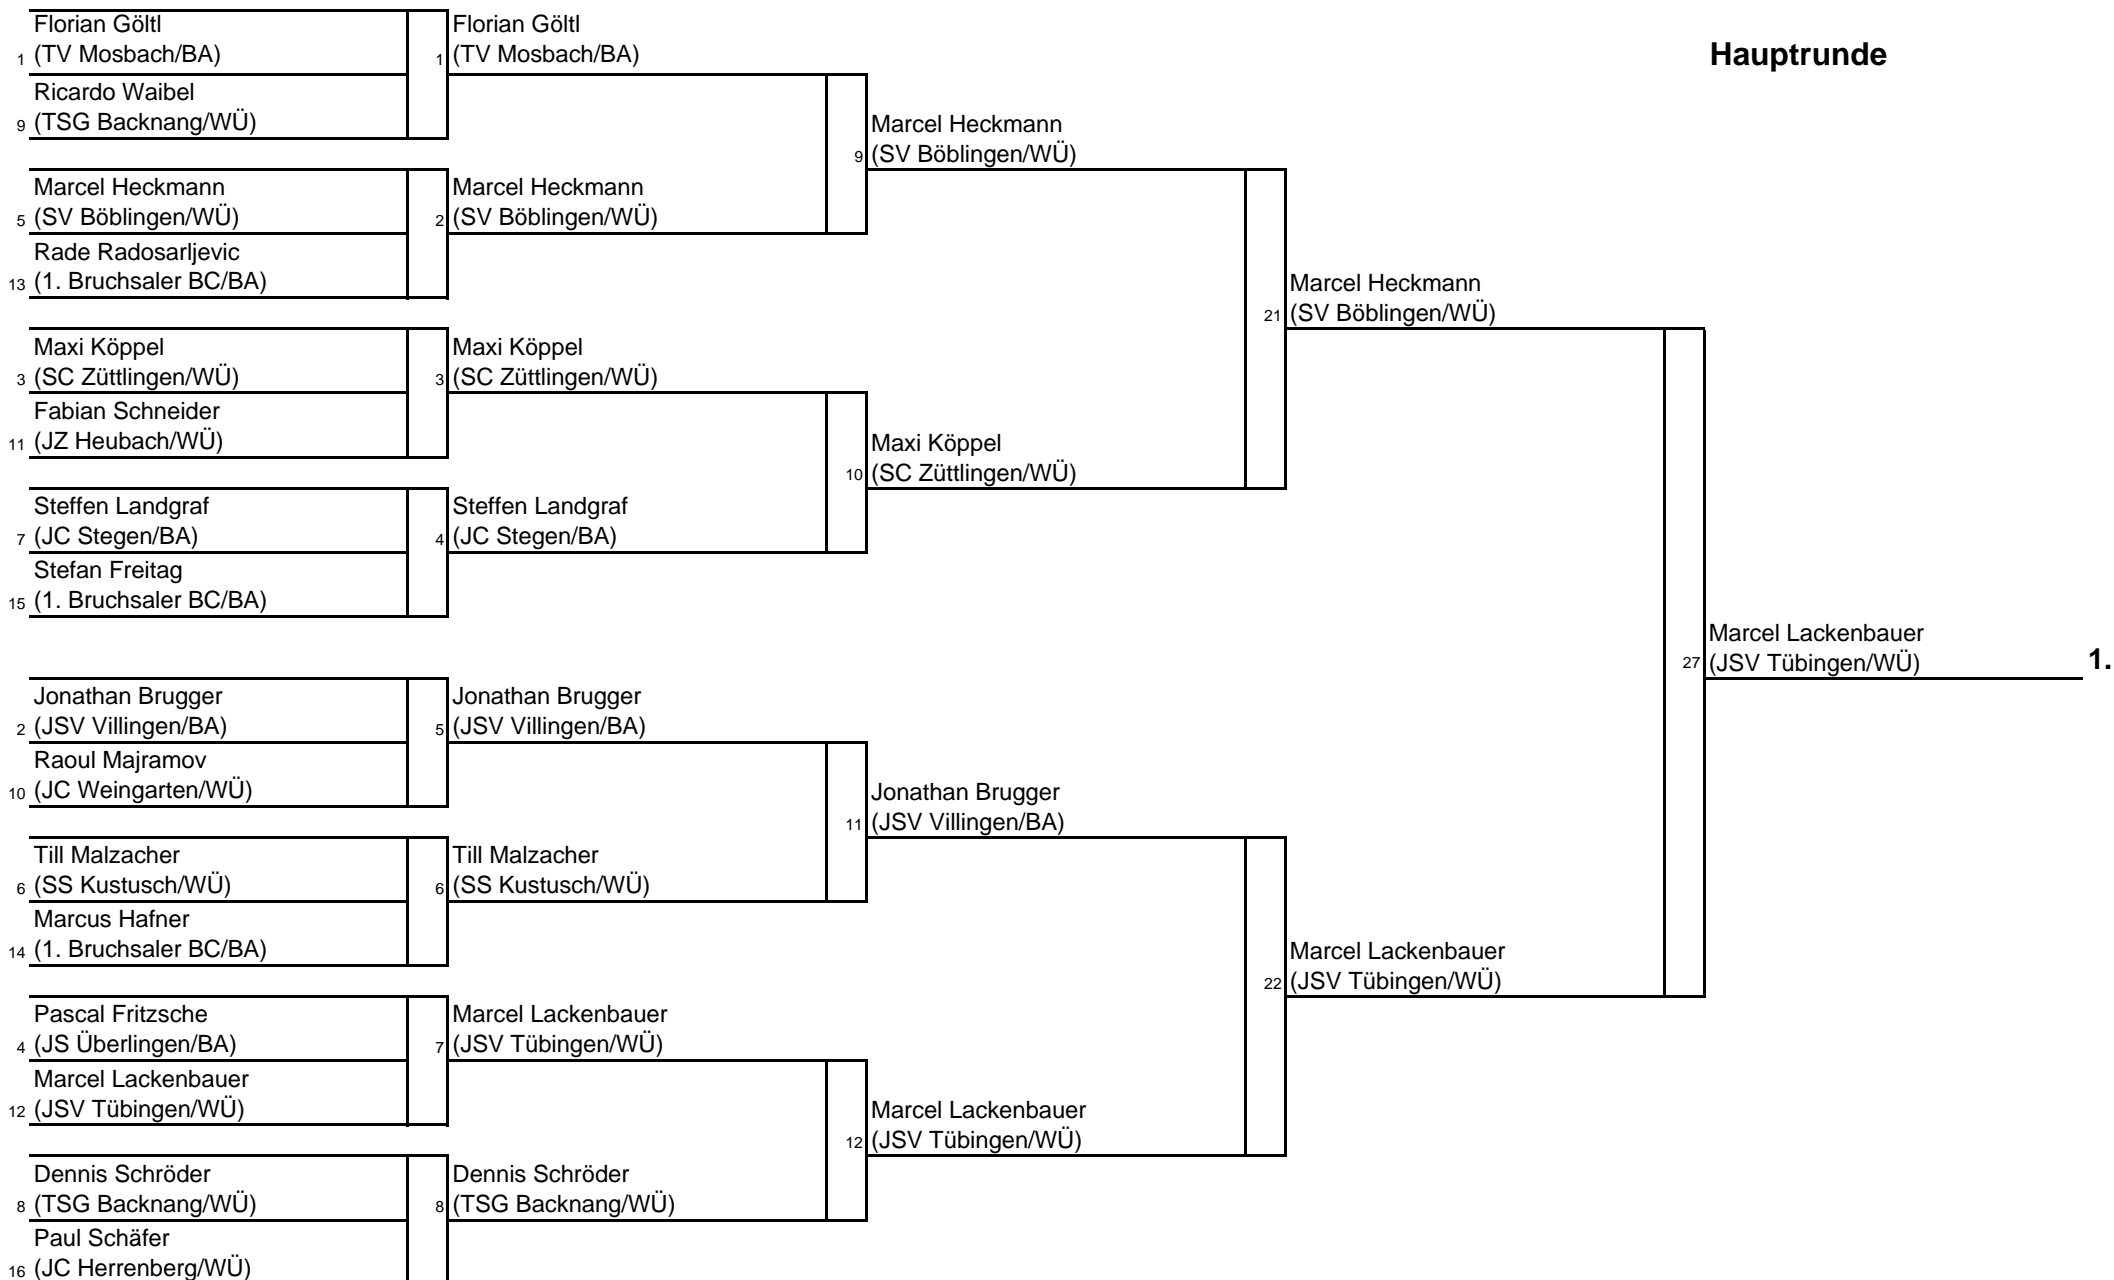 Hauptrunde
Florian Göltl
1 (TV Mosbach/BA)
Ricardo Waibel
9 (TSG Backnang/WÜ)
Marcel Heckmann
5 (SV Böblingen/WÜ)
Rade Radosarljevic
13 (1. Bruchsaler BC/BA)
Maxi Köppel
3 (SC Züttlingen/WÜ)
Fabian Schneider
11 (JZ Heubach/WÜ)
Steffen Landgraf
7 (JC Stegen/BA)
Stefan Freitag
15 (1. Bruchsaler BC/BA)
Jonathan Brugger
2 (JSV Villingen/BA)
Raoul Majramov
10 (JC Weingarten/WÜ)
Till Malzacher
6 (SS Kustusch/WÜ)
Marcus Hafner
14 (1. Bruchsaler BC/BA)
Pascal Fritzsche
4 (JS Überlingen/BA)
Marcel Lackenbauer
12 (JSV Tübingen/WÜ)
Dennis Schröder
8 (TSG Backnang/WÜ)
Paul Schäfer
16 (JC Herrenberg/WÜ)
Florian Göltl
1 (TV Mosbach/BA)
Marcel Heckmann
2 (SV Böblingen/WÜ)
Maxi Köppel
3 (SC Züttlingen/WÜ)
Steffen Landgraf
4 (JC Stegen/BA)
Jonathan Brugger
5 (JSV Villingen/BA)
Till Malzacher
6 (SS Kustusch/WÜ)
Marcel Lackenbauer
7 (JSV Tübingen/WÜ)
Dennis Schröder
8 (TSG Backnang/WÜ)
Marcel Heckmann
9 (SV Böblingen/WÜ)
Maxi Köppel
10 (SC Züttlingen/WÜ)
Jonathan Brugger
11 (JSV Villingen/BA)
Marcel Lackenbauer
12 (JSV Tübingen/WÜ)
Marcel Heckmann
21 (SV Böblingen/WÜ)
Marcel Lackenbauer
22 (JSV Tübingen/WÜ)
Marcel Lackenbauer
27 (JSV Tübingen/WÜ) 1.